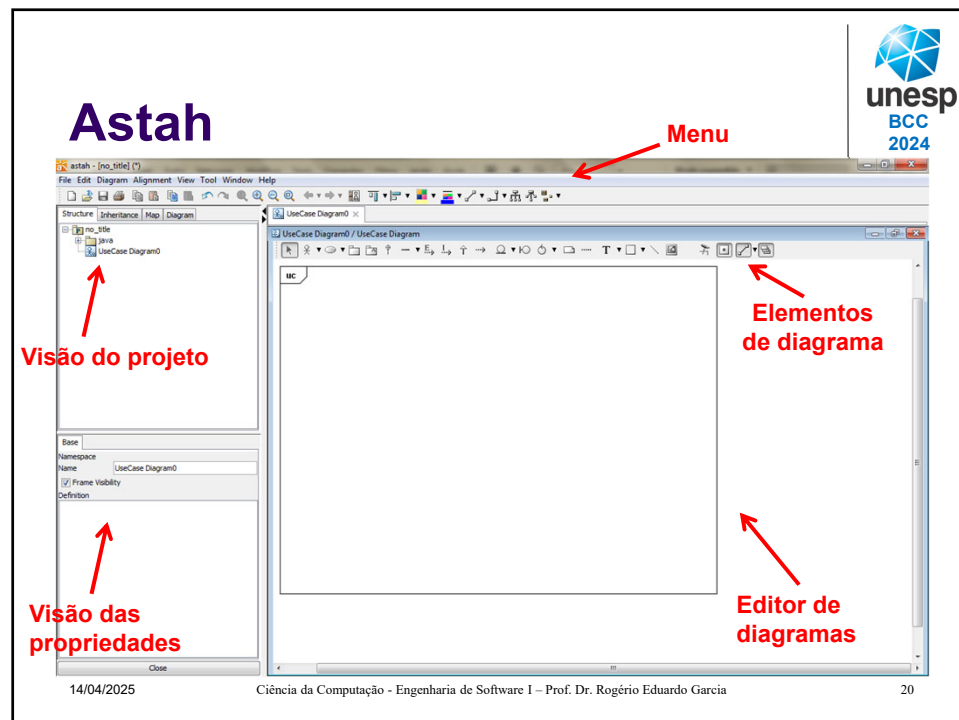 unesp
BCC
2024
Astah
Menu
astah - [no_title] (*)
File Edit Diagram Alignment View Tool Window Help
Structure Inheritance Map Diagram
UseCase Diagram0
no_title
java
UseCase Diagram0
UseCase Diagram0 / UseCase Diagram
T
uc
Elementos
de diagrama
Visão do projeto
Base
Namespace
Name UseCase Diagram0
Frame Visibility
Definition
Visão das
propriedades
Editor de
diagramas
Close
14/04/2025 Ciência da Computação - Engenharia de Software I – Prof. Dr. Rogério Eduardo Garcia 20